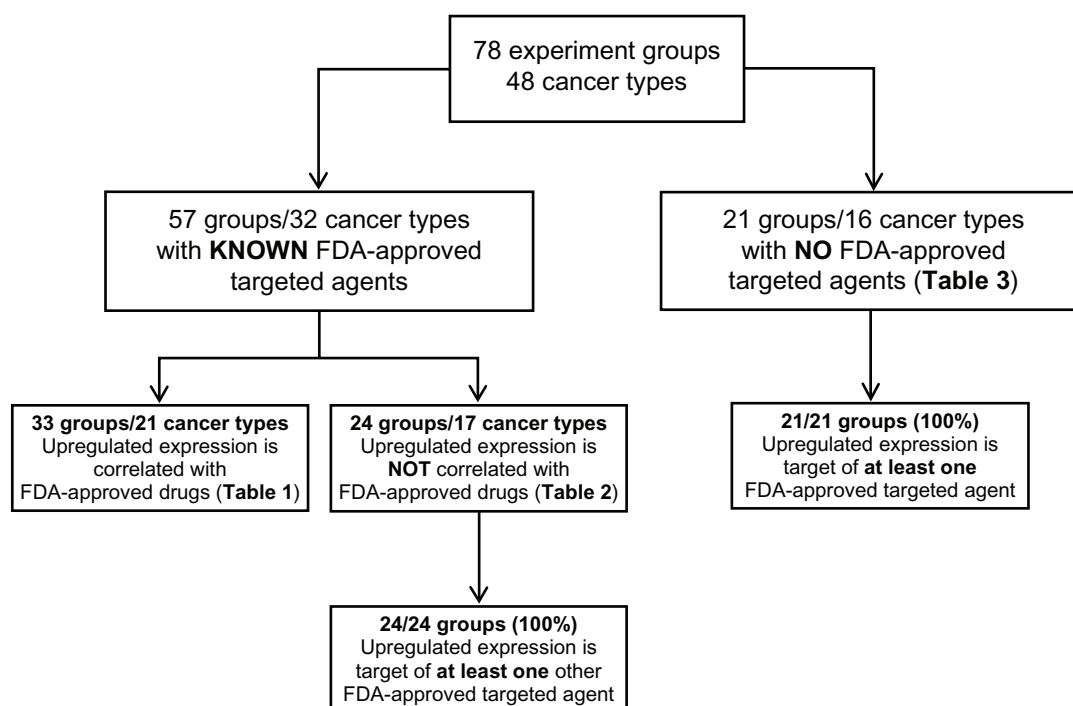 78 experiment groups
48 cancer types
57 groups/32 cancer types
with KNOWN FDA-approved
targeted agents
21 groups/16 cancer types
with NO FDA-approved
targeted agents (Table 3)
33 groups/21 cancer types
Upregulated expression is
correlated with
FDA-approved drugs (Table 1)
24 groups/17 cancer types
Upregulated expression is
NOT correlated with
FDA-approved drugs (Table 2)
21/21 groups (100%)
Upregulated expression is
target of at least one
FDA-approved targeted agent
24/24 groups (100%)
Upregulated expression is
target of at least one other
FDA-approved targeted agent